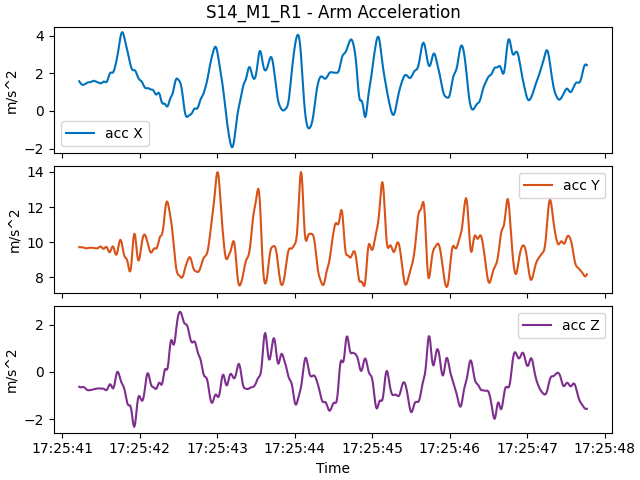 S14_M1_R1 - Arm Acceleration
4
2
0
−2
m/s^2
acc X
14
12
10
8
m/s^2
acc Y
2
0
−2
m/s^2
acc Z
17:25:41 17:25:42 17:25:43 17:25:44 17:25:45 17:25:46 17:25:47 17:25:48
Time